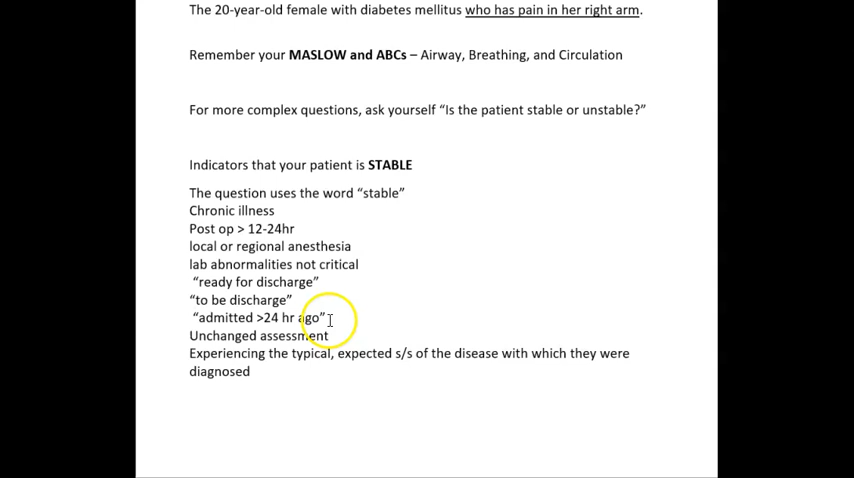 The 20-year-old female with diabetes mellitus who has pain in her right arm.
Remember your MASLOW and ABCs – Airway, Breathing, and Circulation
For more complex questions, ask yourself “Is the patient stable or unstable?”
Indicators that your patient is STABLE
The question uses the word “stable”
Chronic illness
Post op > 12-24hr
local or regional anesthesia
lab abnormalities not critical
“ready for discharge”
“to be discharge”
“admitted >24 hr ago”
Unchanged assessment
Experiencing the typical, expected s/s of the disease with which they were
diagnosed